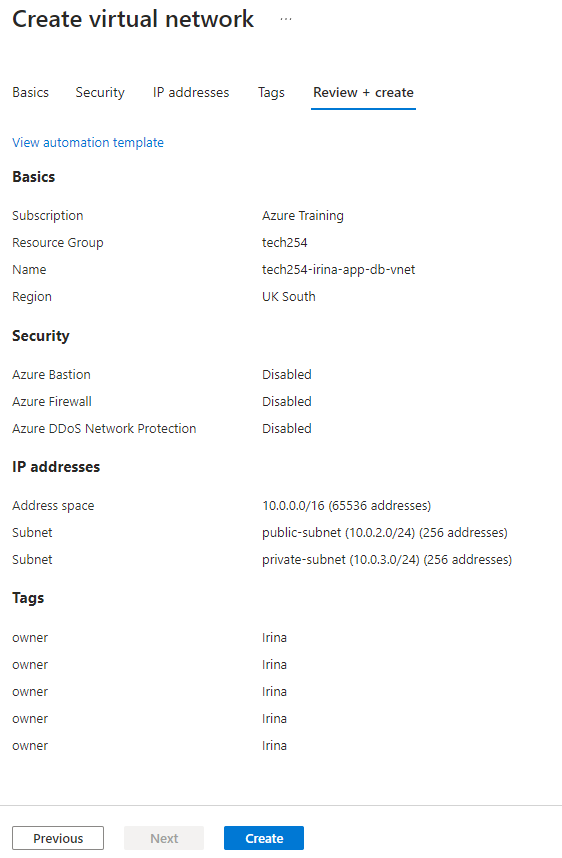 Create virtual network ...
Basics Security IP addresses Tags Review + create
View automation template
Basics
Subscription Azure Training
Resource Group tech254
Name tech254-irina-app-db-vnet
Region UK South
Security
Azure Bastion Disabled
Azure Firewall Disabled
Azure DDoS Network Protection Disabled
IP addresses
Address space 10.0.0.0/16 (65536 addresses)
Subnet public-subnet (10.0.2.0/24) (256 addresses)
Subnet private-subnet (10.0.3.0/24) (256 addresses)
Tags
owner Irina
owner Irina
owner Irina
owner Irina
owner Irina
Previous Next Create